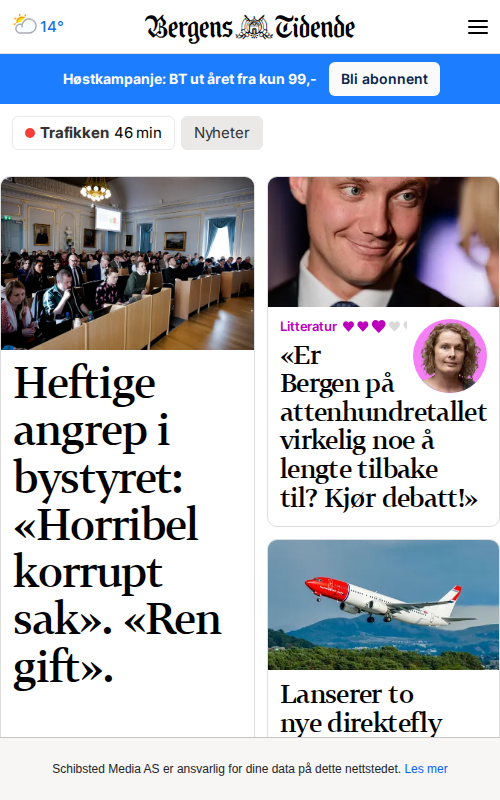 14°
Bergens Tidende
Høstkampanje: BT ut året fra kun 99,-
Bli abonnent
Trafikken 46 min
Nyheter
Heftige
angrep i
bystyret:
«Horribel
korrupt
sak». «Ren
gift».
Litteratur
«Er
Bergen på
attenhundretallet
virkelig noe å
lengte tilbake
til? Kjør debatt!»
Lanserer to
nye direktefly
Schibsted Media AS er ansvarlig for dine data på dette nettstedet. Les mer